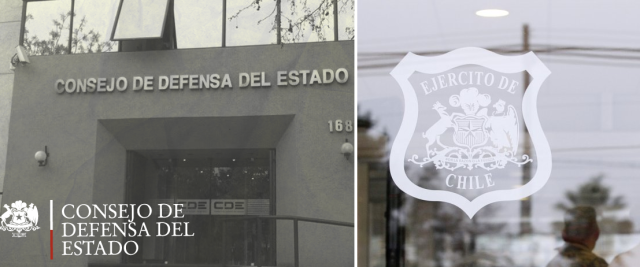 CONSEJO DE DEFENSA DEL ESTADO
168
CDE CDE
CONSEJO DE
DEFENSA DEL
ESTADO
EJERCITO DE
CHILE